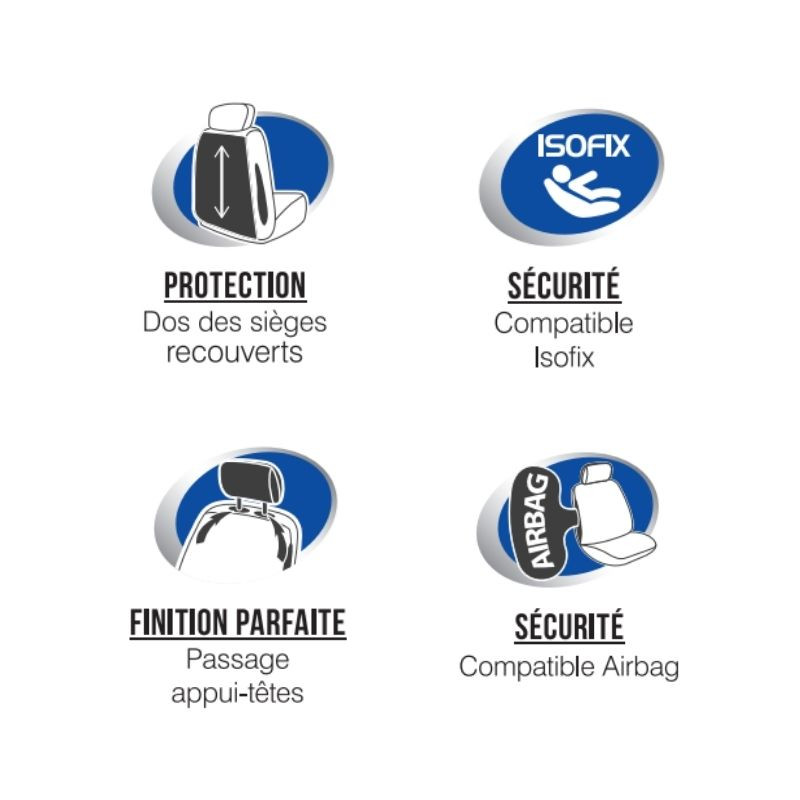 PROTECTION
Dos des sièges
recouverts
ISOFIX
SÉCURITÉ
Compatible
Isofix
FINITION PARFAITE
Passage
appui-têtes
AIRBAG
SÉCURITÉ
Compatible Airbag